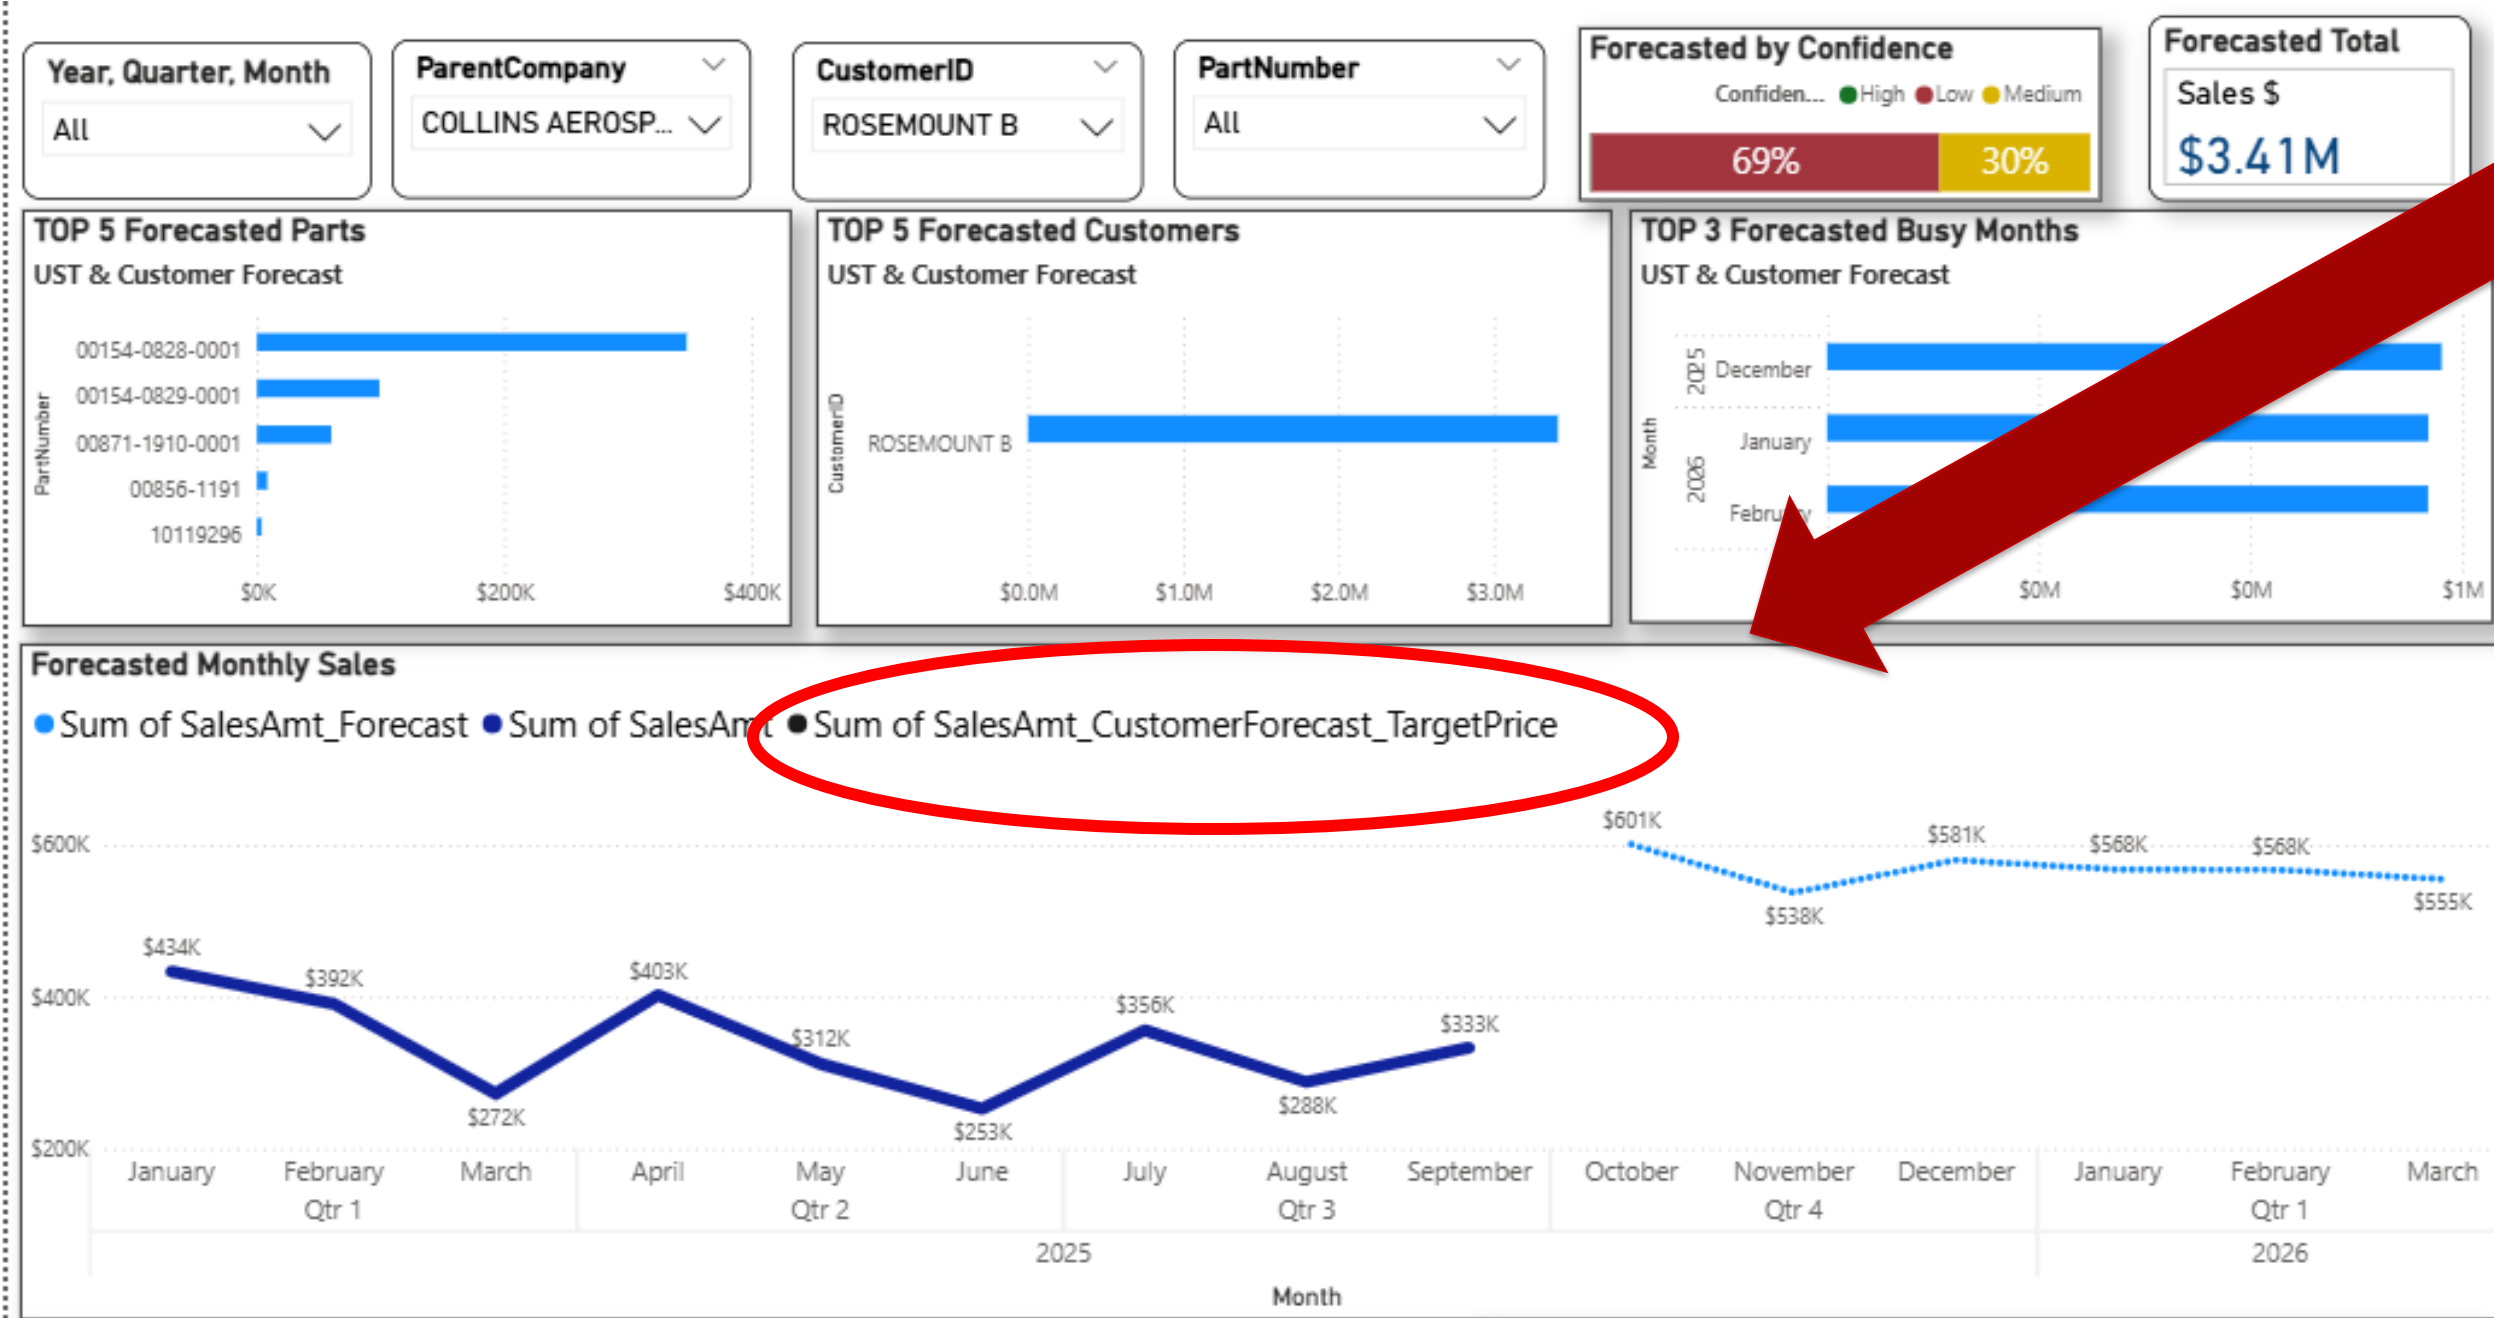 Year, Quarter, Month
All
ParentCompany
COLLINS AEROSP...
CustomerID
ROSEMOUNT B
PartNumber
All
Forecasted by Confidence
Confiden... High Low Medium
69% 30%
Forecasted Total
Sales $
$3.41M
TOP 5 Forecasted Parts
UST & Customer Forecast
PartNumber
00154-0828-0001
00154-0829-0001
00871-1910-0001
00856-1191
10119296
$0K $200K $400K
TOP 5 Forecasted Customers
UST & Customer Forecast
CustomerID
ROSEMOUNT B
$0.0M $1.0M $2.0M $3.0M
TOP 3 Forecasted Busy Months
UST & Customer Forecast
Month
2025
December
2026
January
February
$0M $0M $1M
Forecasted Monthly Sales
Sum of SalesAmt_Forecast Sum of SalesAmt Sum of SalesAmt_CustomerForecast_TargetPrice
$600K
$400K
$200K
$434K $392K $272K $403K $312K $253K $356K $288K $333K $601K $538K $581K $568K $568K $555K
January February March April May June July August September October November December January February March
Qtr 1 Qtr 2 Qtr 3 Qtr 4 Qtr 1
2025 2026
Month